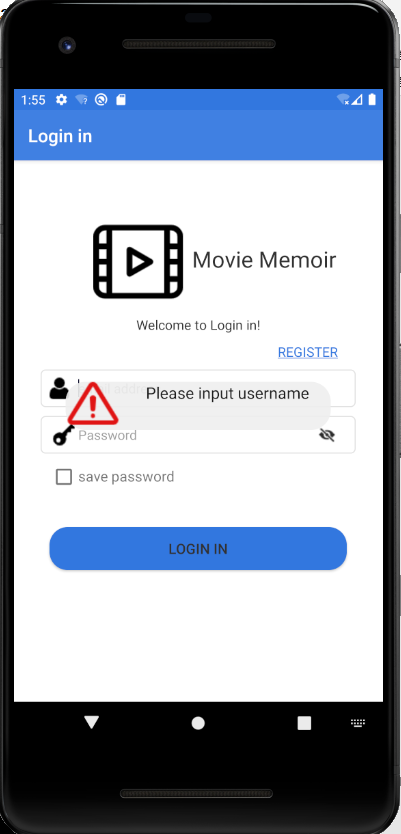 1:55
Login in
Movie Memoir
Welcome to Login in!
REGISTER
Please input username
Password
save password
LOGIN IN